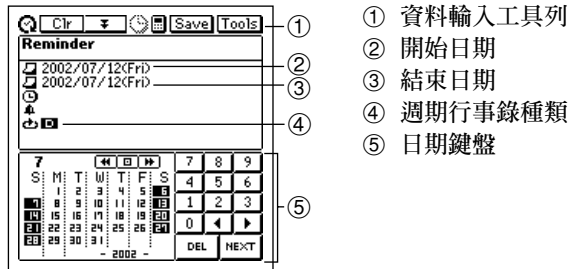 Clr Save Tools ①
Reminder
2002/07/12(Fri) ②
2002/07/12(Fri) ③
D ④
7
S M T W T F S
1 2 3 4 5 6
7 8 9 10 11 12 13
14 15 16 17 18 19 20
21 22 23 24 25 26 27
28 29 30 31
- 2002 -
7 8 9
4 5 6
1 2 3
0
DEL NEXT
⑤
① 資料輸入工具列
② 開始日期
③ 結束日期
④ 週期行事錄種類
⑤ 日期鍵盤